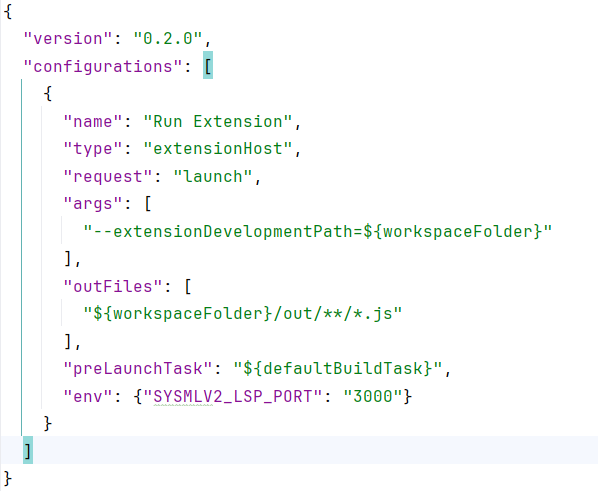 {
  "version": "0.2.0",
  "configurations": [
    {
      "name": "Run Extension",
      "type": "extensionHost",
      "request": "launch",
      "args": [
        "--extensionDevelopmentPath=${workspaceFolder}"
      ],
      "outFiles": [
        "${workspaceFolder}/out/**/*.js"
      ],
      "preLaunchTask": "${defaultBuildTask}",
      "env": {"SYSMLV2_LSP_PORT": "3000"}
    }
  ]
}